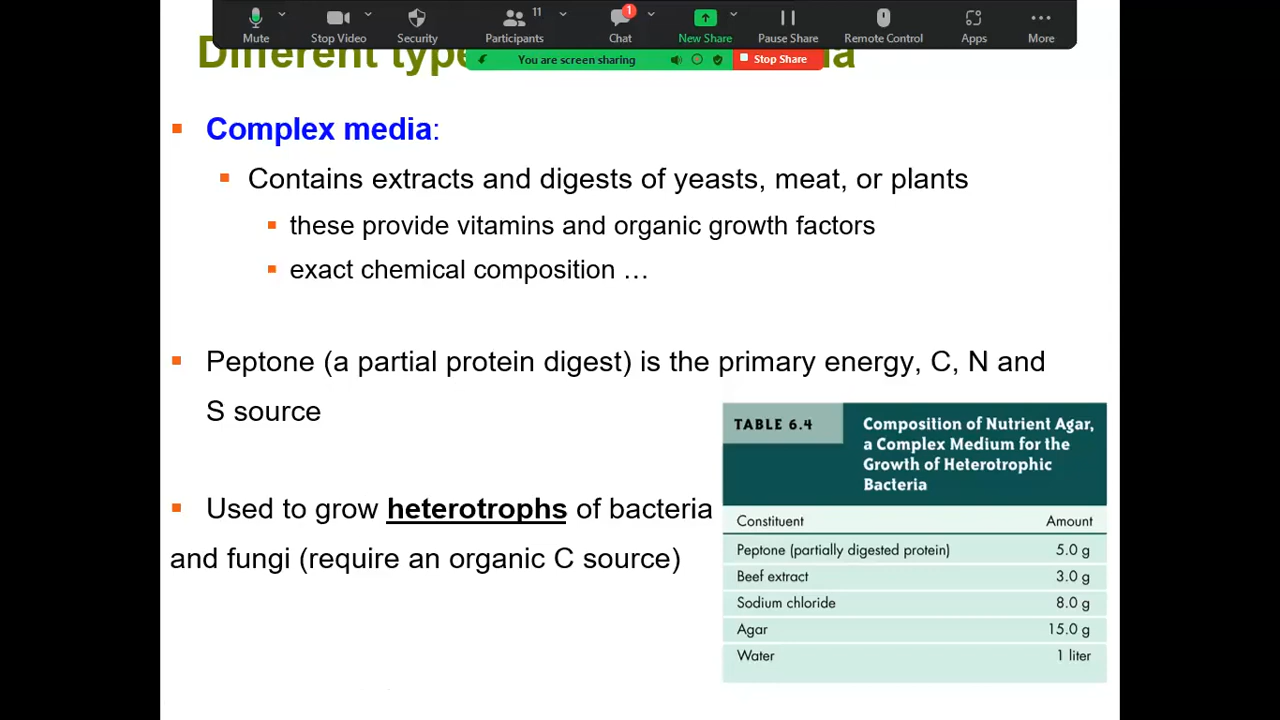 11
1
Mute
Stop Video
Security
Participants
Chat
New Share
Pause Share
Remote Control
Apps
More
You are screen sharing
Stop Share
Different
Complex media:
Contains extracts and digests of yeasts, meat, or plants
these provide vitamins and organic growth factors
exact chemical composition …
Peptone (a partial protein digest) is the primary energy, C, N and
S source
Used to grow heterotrophs of bacteria
and fungi (require an organic C source)
TABLE 6.4
Composition of Nutrient Agar,
a Complex Medium for the
Growth of Heterotrophic
Bacteria
Constituent Amount
Peptone (partially digested protein) 5.0 g
Beef extract 3.0 g
Sodium chloride 8.0 g
Agar 15.0 g
Water 1 liter